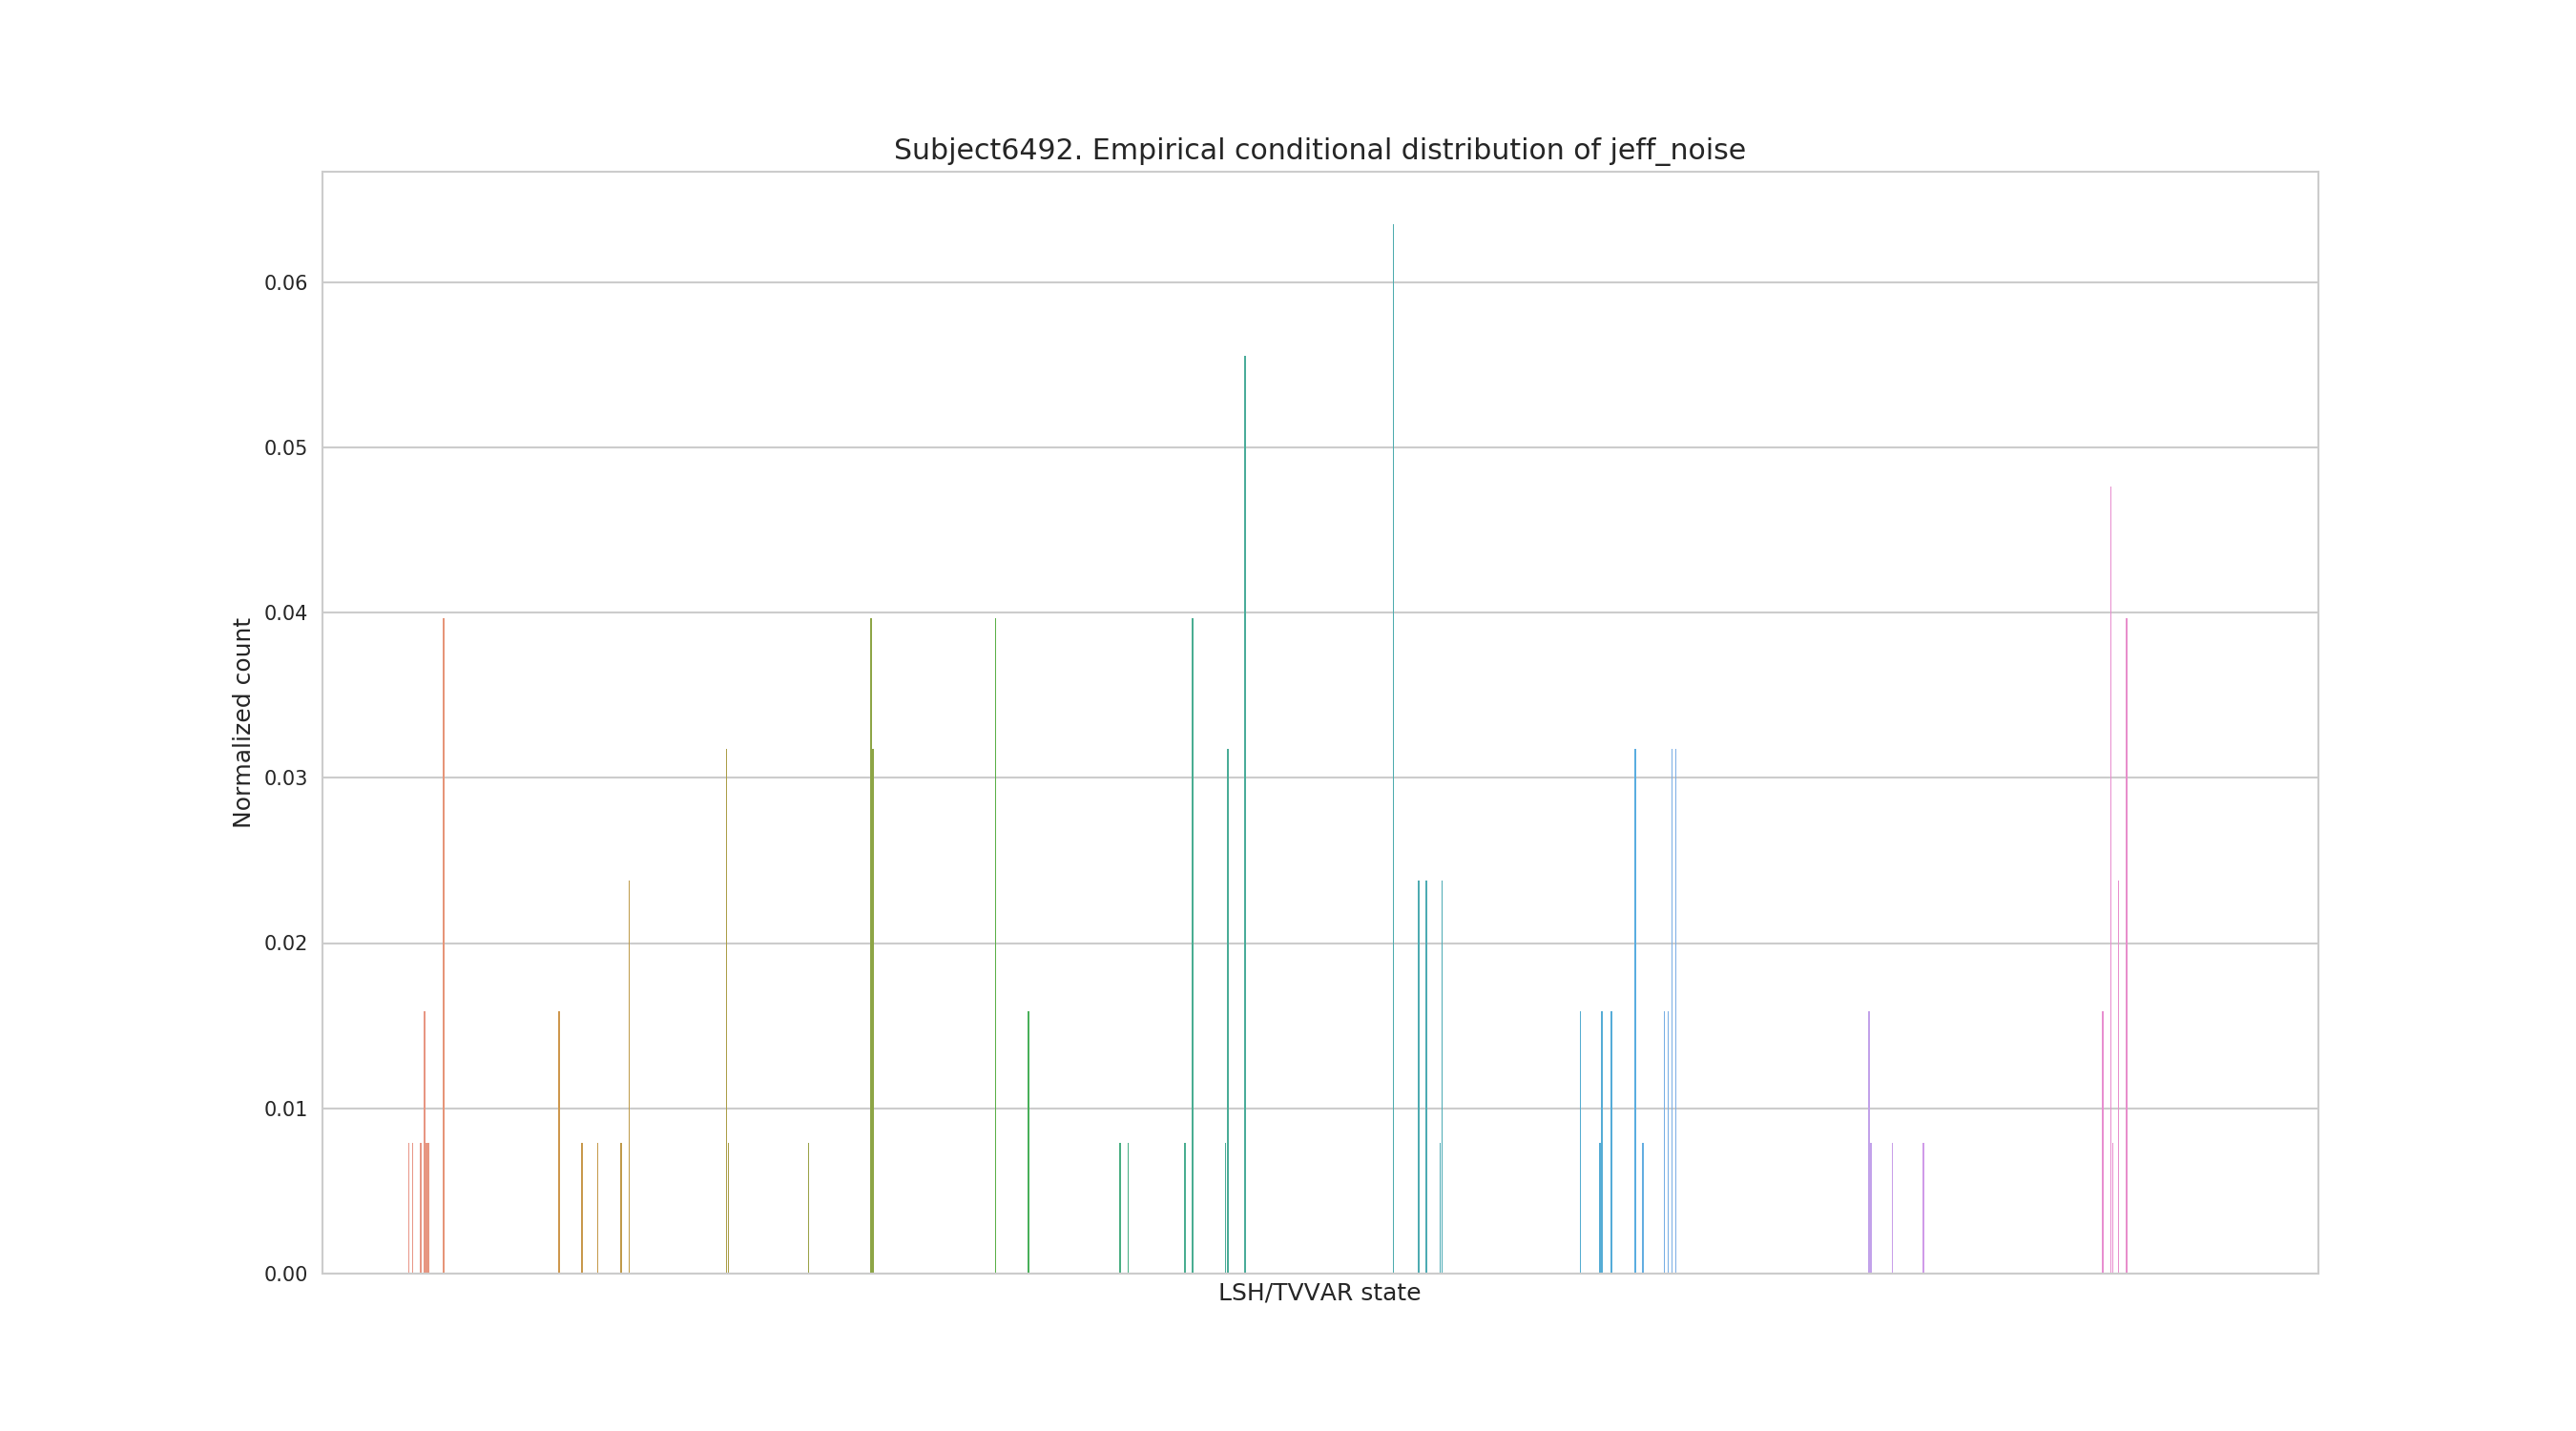 Subject6492. Empirical conditional distribution of jeff_noise
0.06
0.05
0.04
0.03
0.02
0.01
0.00
Normalized count
LSH/TVVAR state